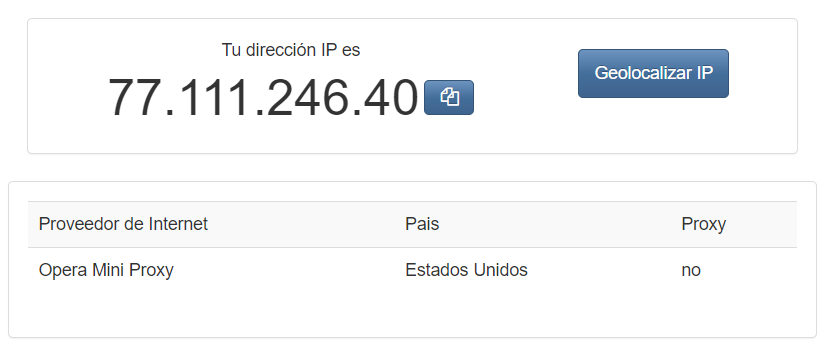 Tu dirección IP es
77.111.246.40
Geolocalizar IP
Proveedor de Internet Pais Proxy
Opera Mini Proxy Estados Unidos no